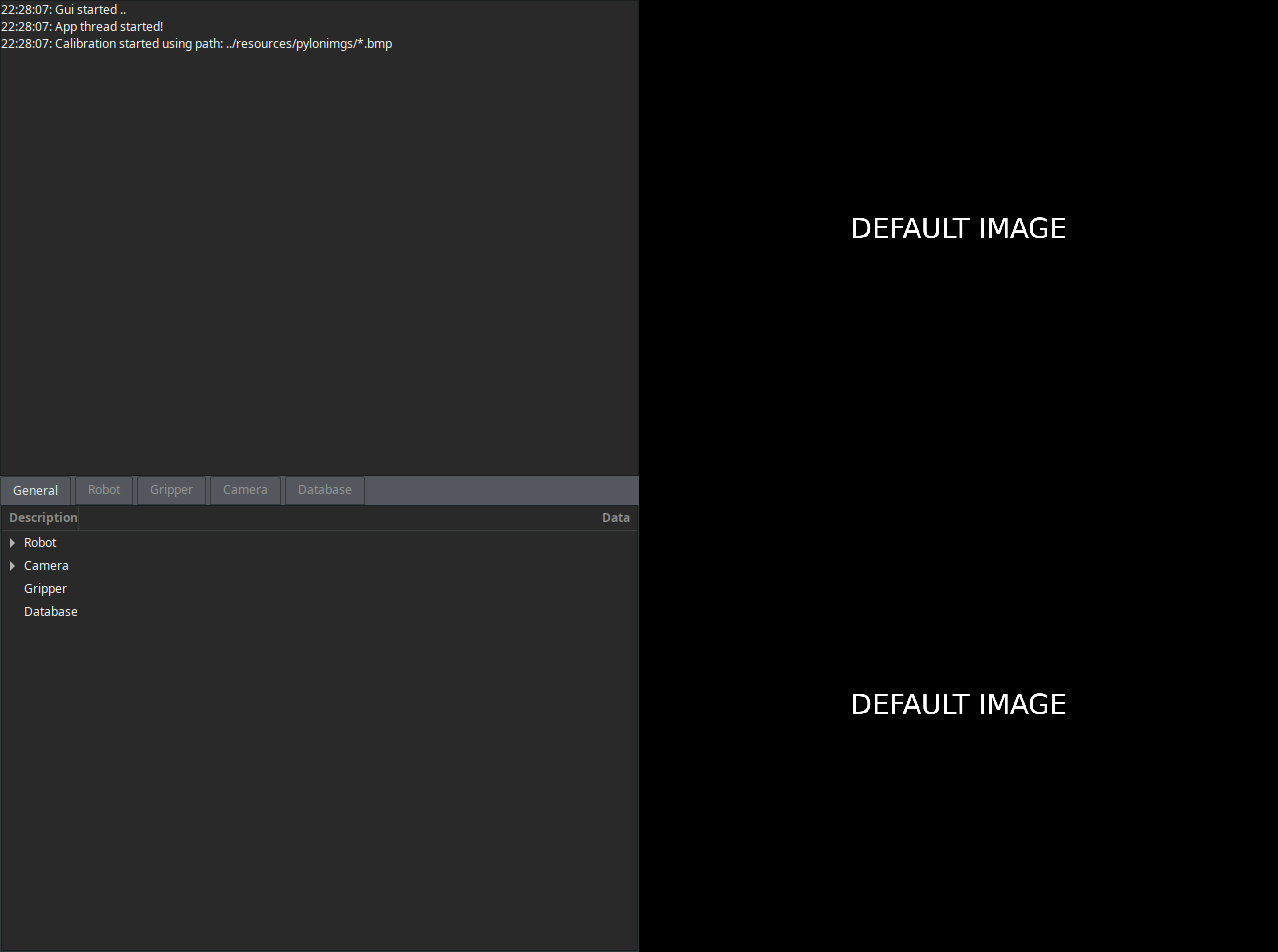 22:28:07: Gui started ..
22:28:07: App thread started!
22:28:07: Calibration started using path: ../resources/pylonimgs/*.bmp
DEFAULT IMAGE
General Robot Gripper Camera Database
Description Data
Robot
Camera
Gripper
Database
DEFAULT IMAGE